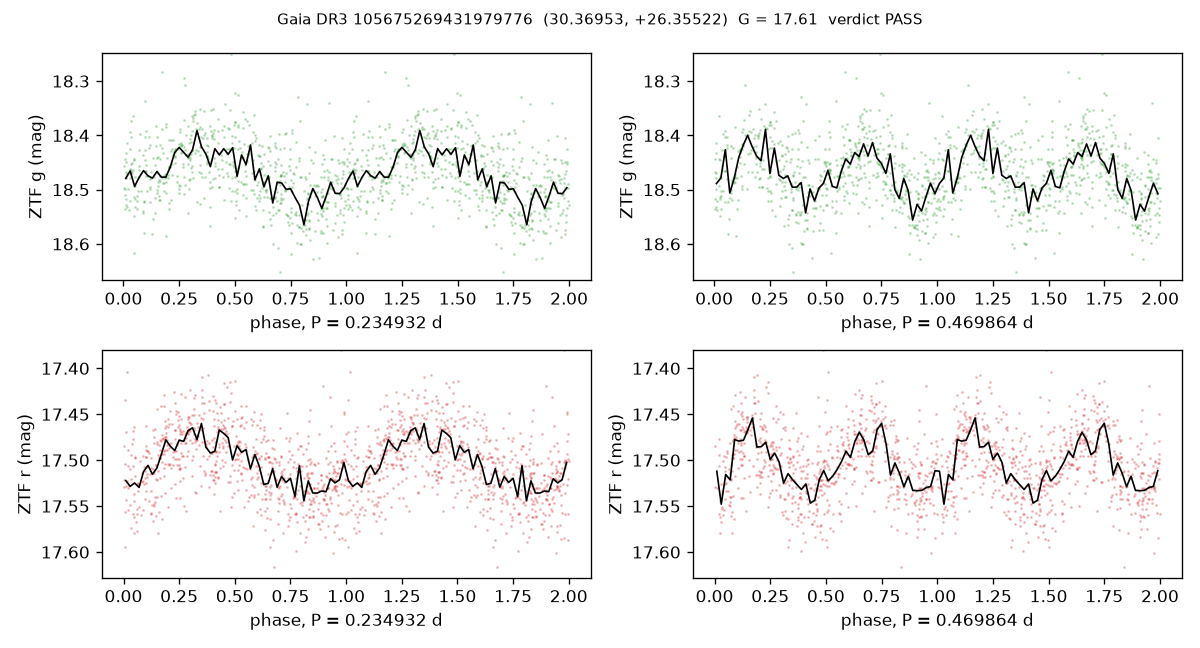 Gaia DR3 105675269431979776 (30.36953, +26.35522) G = 17.61 verdict PASS
ZTF g (mag)
18.3
18.4
18.5
18.6
0.00 0.25 0.50 0.75 1.00 1.25 1.50 1.75 2.00
phase, P = 0.234932 d
ZTF g (mag)
18.3
18.4
18.5
18.6
0.00 0.25 0.50 0.75 1.00 1.25 1.50 1.75 2.00
phase, P = 0.469864 d
ZTF r (mag)
17.40
17.45
17.50
17.55
17.60
0.00 0.25 0.50 0.75 1.00 1.25 1.50 1.75 2.00
phase, P = 0.234932 d
ZTF r (mag)
17.40
17.45
17.50
17.55
17.60
0.00 0.25 0.50 0.75 1.00 1.25 1.50 1.75 2.00
phase, P = 0.469864 d